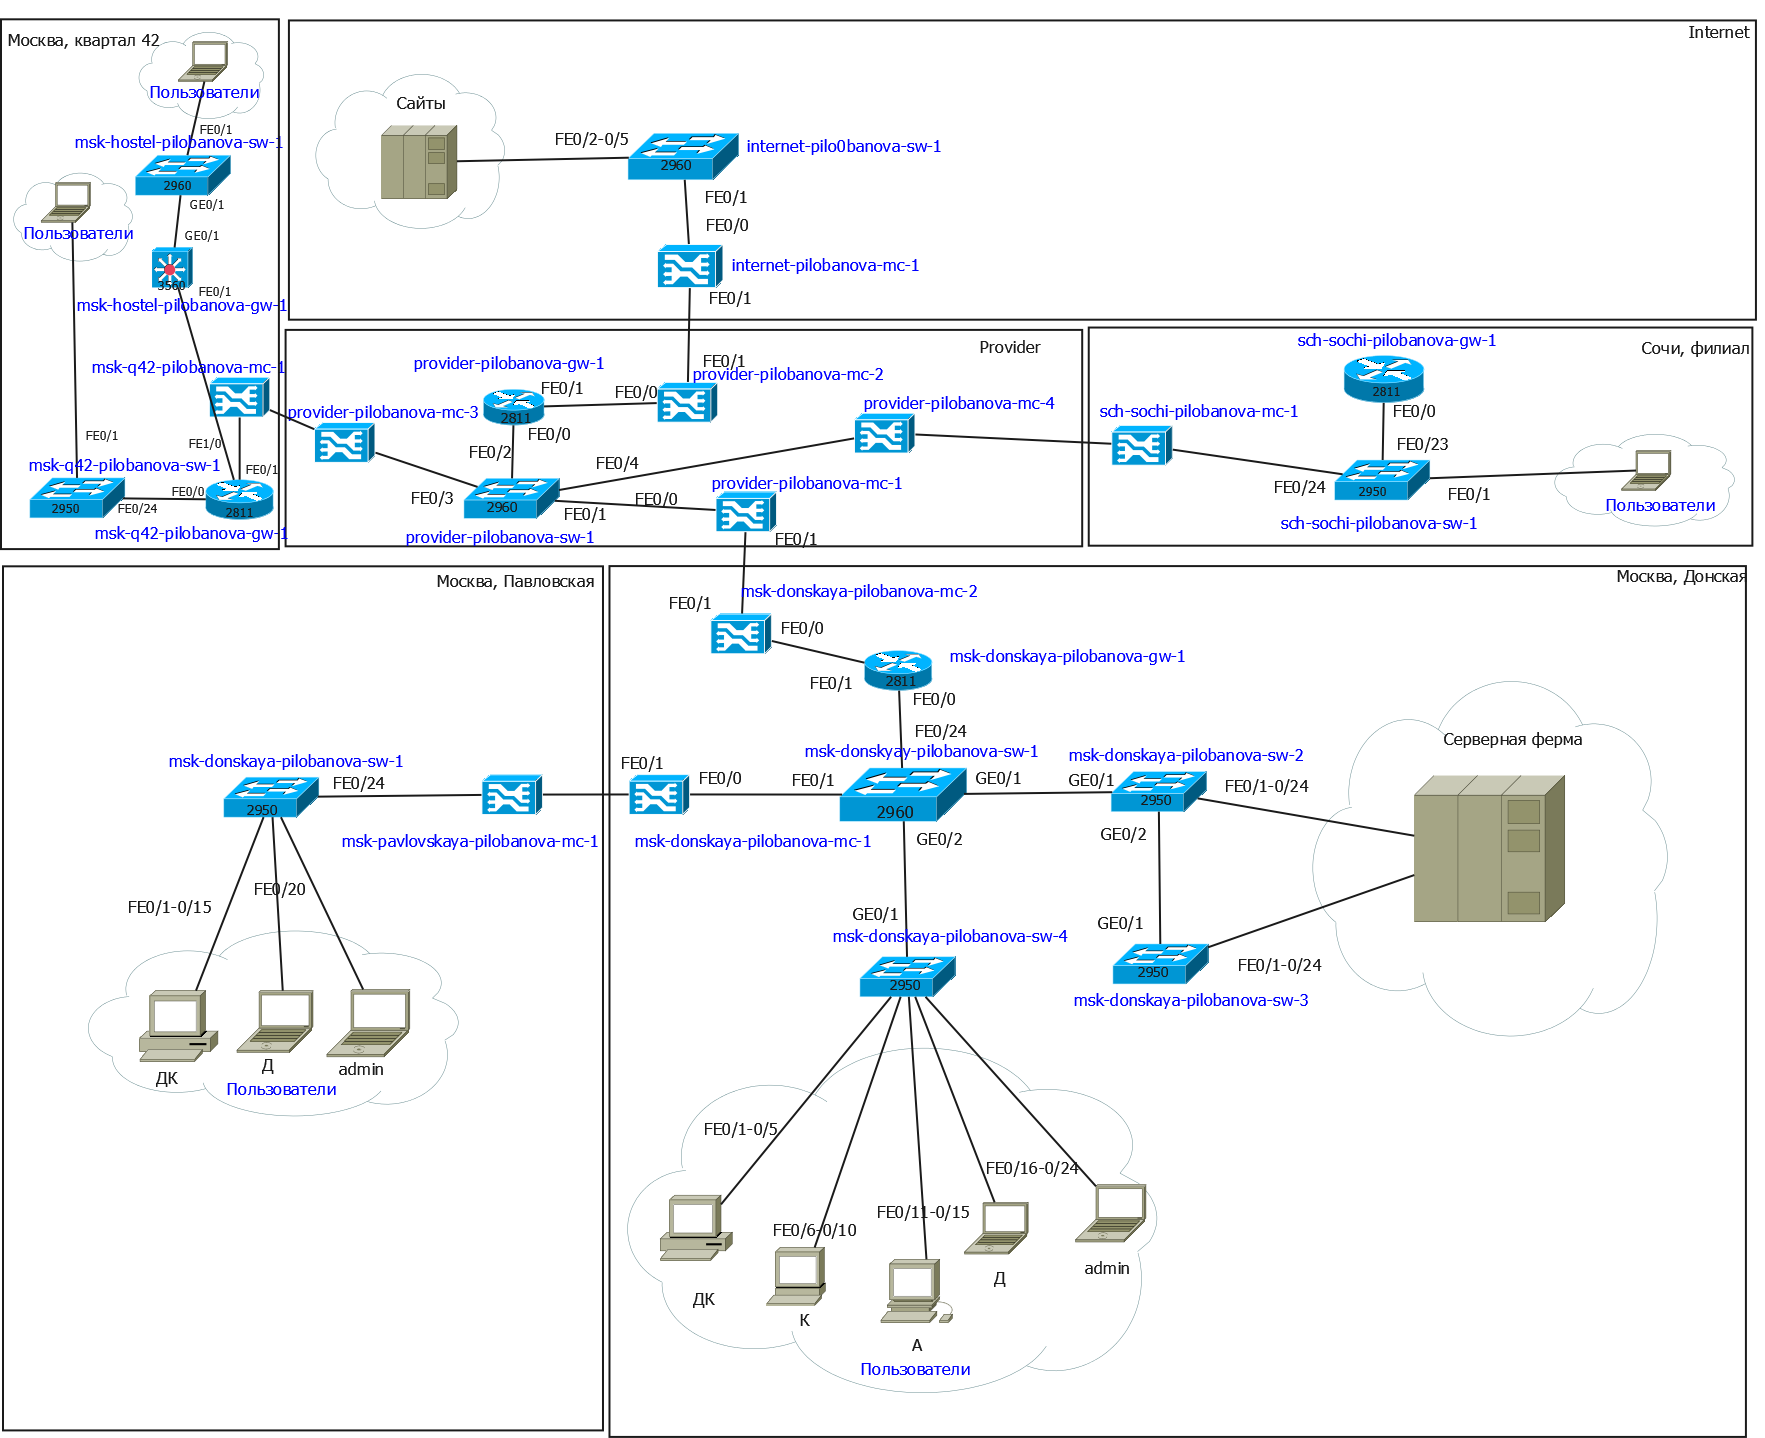 Москва, квартал 42
Пользователи
FE0/1
msk-hostel-pilobanova-sw-1
2960
GE0/1
Пользователи
GE0/1
3560
FE0/1
msk-hostel-pilobanova-gw-1
msk-q42-pilobanova-mc-1
FE0/1
FE1/0
msk-q42-pilobanova-sw-1
FE0/1
FE0/0
2950
FE0/24
2811
msk-q42-pilobanova-gw-1
Internet
Сайты
FE0/2-0/5
internet-pilo0banova-sw-1
2960
FE0/1
FE0/0
internet-pilobanova-mc-1
FE0/1
Provider
provider-pilobanova-gw-1
FE0/1
provider-pilobanova-mc-2
FE0/1
FE0/0
provider-pilobanova-mc-3
2811
provider-pilobanova-mc-4
FE0/0
FE0/2
FE0/4
FE0/3
FE0/0
provider-pilobanova-mc-1
2960
FE0/1
provider-pilobanova-sw-1
FE0/1
Сочи, филиал
sch-sochi-pilobanova-gw-1
2811
sch-sochi-pilobanova-mc-1
FE0/0
FE0/23
FE0/24
2950
FE0/1
Пользователи
sch-sochi-pilobanova-sw-1
Москва, Павловская
msk-donskaya-pilobanova-sw-1
FE0/24
2950
msk-pavlovskaya-pilobanova-mc-1
FE0/20
FE0/1-0/15
ДК
Д
admin
Пользователи
Москва, Донская
msk-donskaya-pilobanova-mc-2
FE0/1
FE0/0
msk-donskaya-pilobanova-gw-1
FE0/1
2811
FE0/0
FE0/24
msk-donskyay-pilobanova-sw-1
msk-donskaya-pilobanova-sw-2
Серверная ферма
FE0/1
FE0/0
FE0/1
GE0/1
GE0/1
2950
FE0/1-0/24
2960
msk-donskaya-pilobanova-mc-1
GE0/2
GE0/2
GE0/1
msk-donskaya-pilobanova-sw-4
GE0/1
2950
2950
FE0/1-0/24
msk-donskaya-pilobanova-sw-3
FE0/1-0/5
FE0/16-0/24
FE0/11-0/15
FE0/6-0/10
ДК
К
А
Д
admin
Пользователи